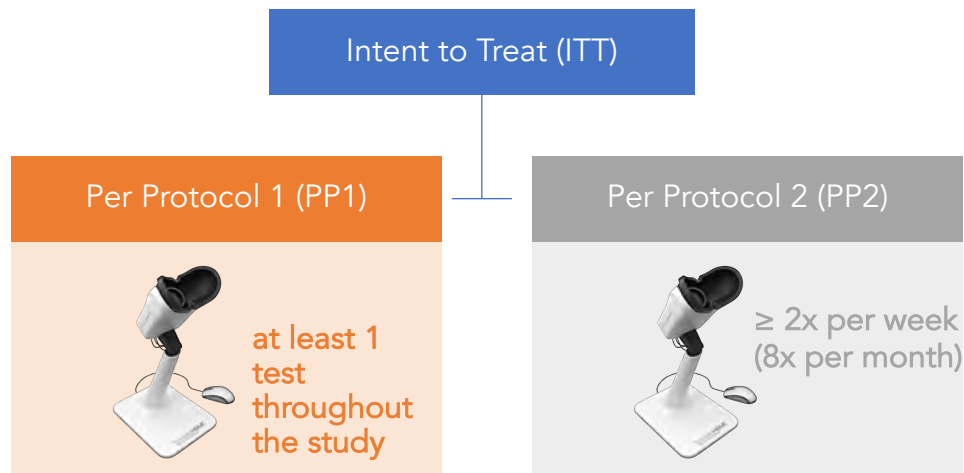 Intent to Treat (ITT)
Per Protocol 1 (PP1)
Per Protocol 2 (PP2)
at least 1
test
throughout
the study
≥ 2x per week
(8x per month)